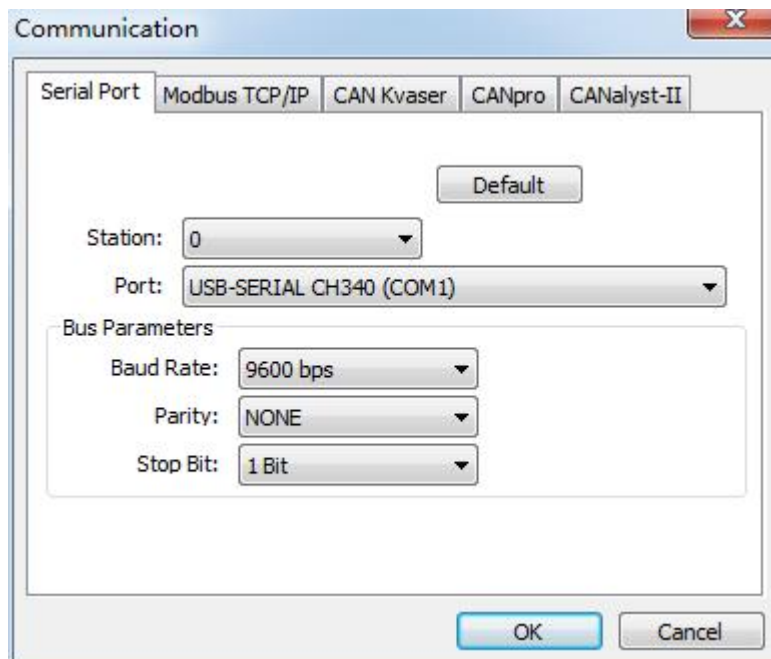 Communication
Serial Port Modbus TCP/IP CAN Kvaser CANpro CANalyst-II
Default
Station: 0
Port: USB-SERIAL CH340 (COM1)
Bus Parameters
Baud Rate: 9600 bps
Parity: NONE
Stop Bit: 1 Bit
OK Cancel